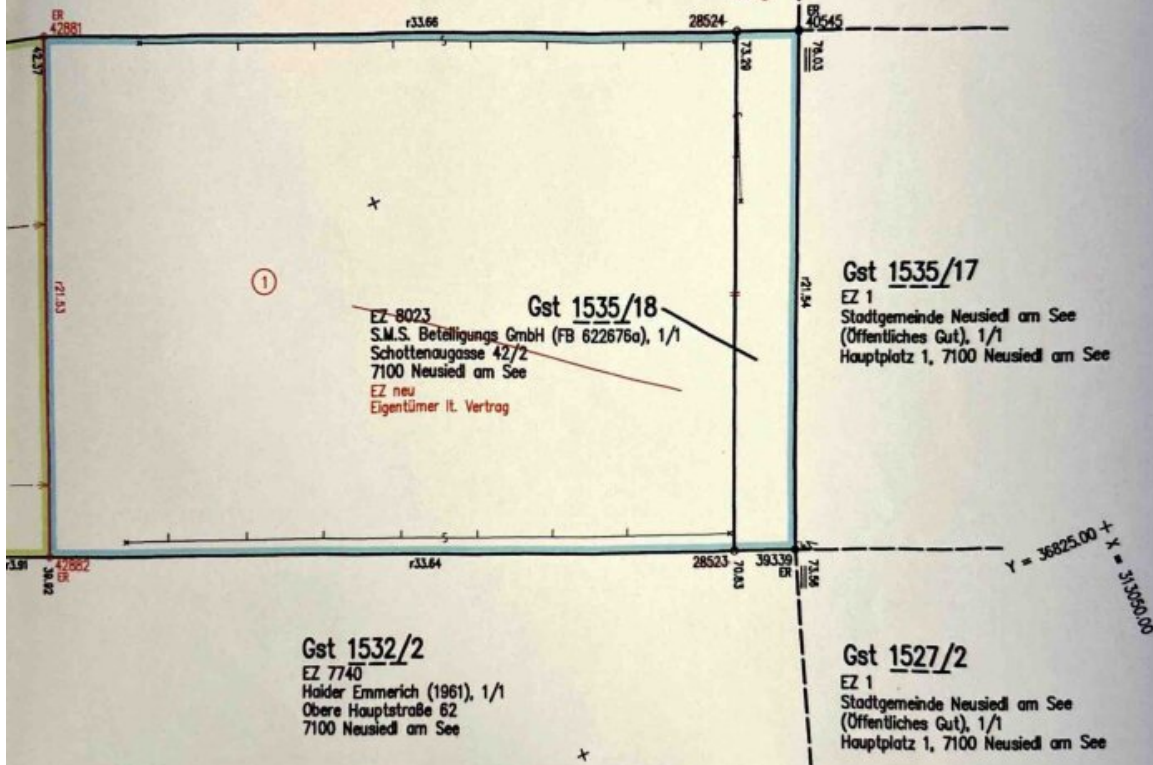 ER
42881
r33.66
28524
ER
40545
42.37
73.29
78.03
r21.53
1
Gst 1535/18
EZ 8023
S.M.S. Beteiligungs GmbH (FB 622676a), 1/1
Schottenaugasse 42/2
7100 Neusiedl am See
EZ neu
Eigentümer lt. Vertrag
r21.54
Gst 1535/17
EZ 1
Stadtgemeinde Neusiedl am See
(Öffentliches Gut), 1/1
Hauptplatz 1, 7100 Neusiedl am See
r3.91
39.92
42882
ER
r33.64
28523
70.83
39339
ER
73.56
Y = 36825.00
X = 313050.00
Gst 1532/2
EZ 7740
Haider Emmerich (1961), 1/1
Obere Hauptstraße 62
7100 Neusiedl am See
Gst 1527/2
EZ 1
Stadtgemeinde Neusiedl am See
(Öffentliches Gut), 1/1
Hauptplatz 1, 7100 Neusiedl am See